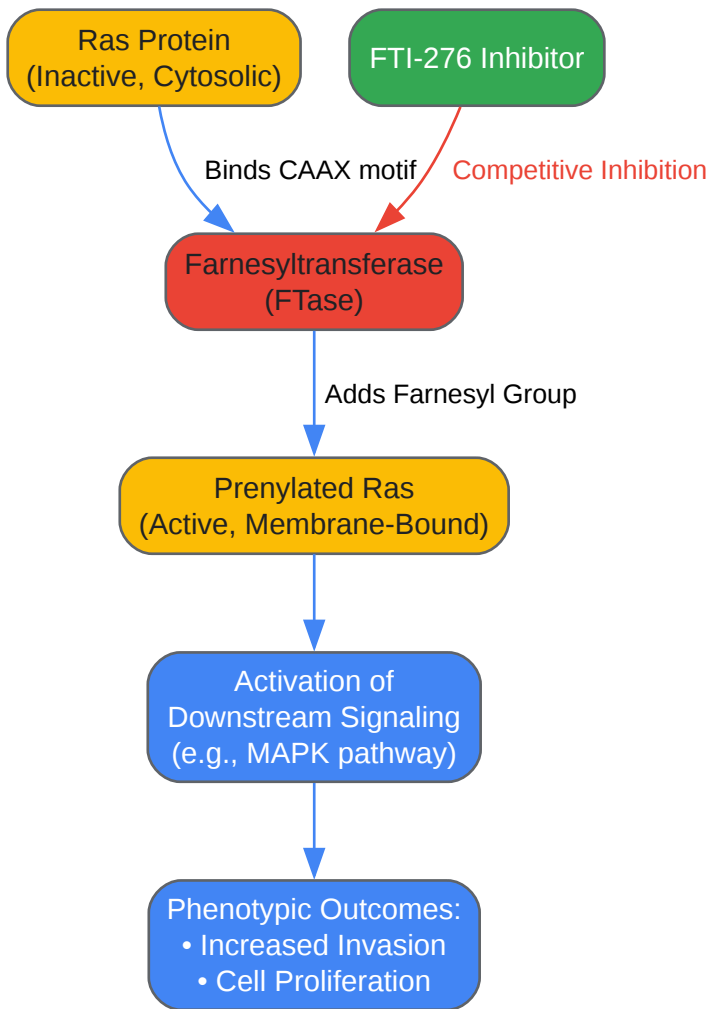 Ras Protein
(Inactive, Cytosolic)
FTI-276 Inhibitor
Binds CAAX motif
Competitive Inhibition
Farnesyltransferase
(FTase)
Adds Farnesyl Group
Prenylated Ras
(Active, Membrane-Bound)
Activation of
Downstream Signaling
(e.g., MAPK pathway)
Phenotypic Outcomes:
• Increased Invasion
• Cell Proliferation